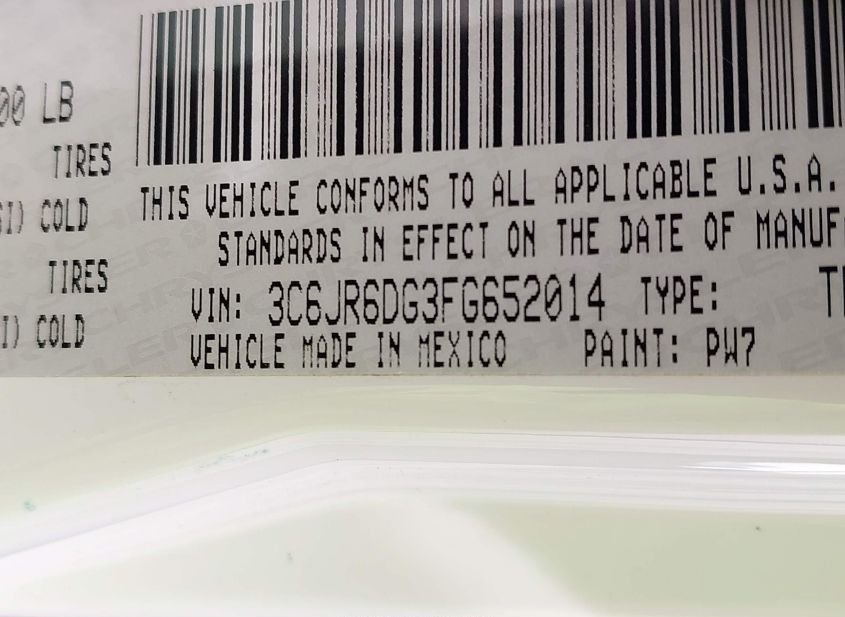 00 LB
TIRES
THIS VEHICLE CONFORMS TO ALL APPLICABLE U.S.A.
SI) COLD
STANDARDS IN EFFECT ON THE DATE OF MANUF
TIRES
VIN: 3C6JR6DG3FG652014 TYPE: T
I) COLD
VEHICLE MADE IN MEXICO PAINT: PW7